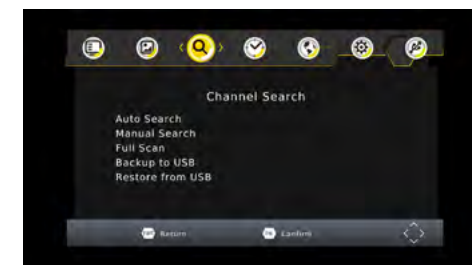 Channel Search
Auto Search
Manual Search
Full Scan
Backup to USB
Restore from USB
Return
Confirm